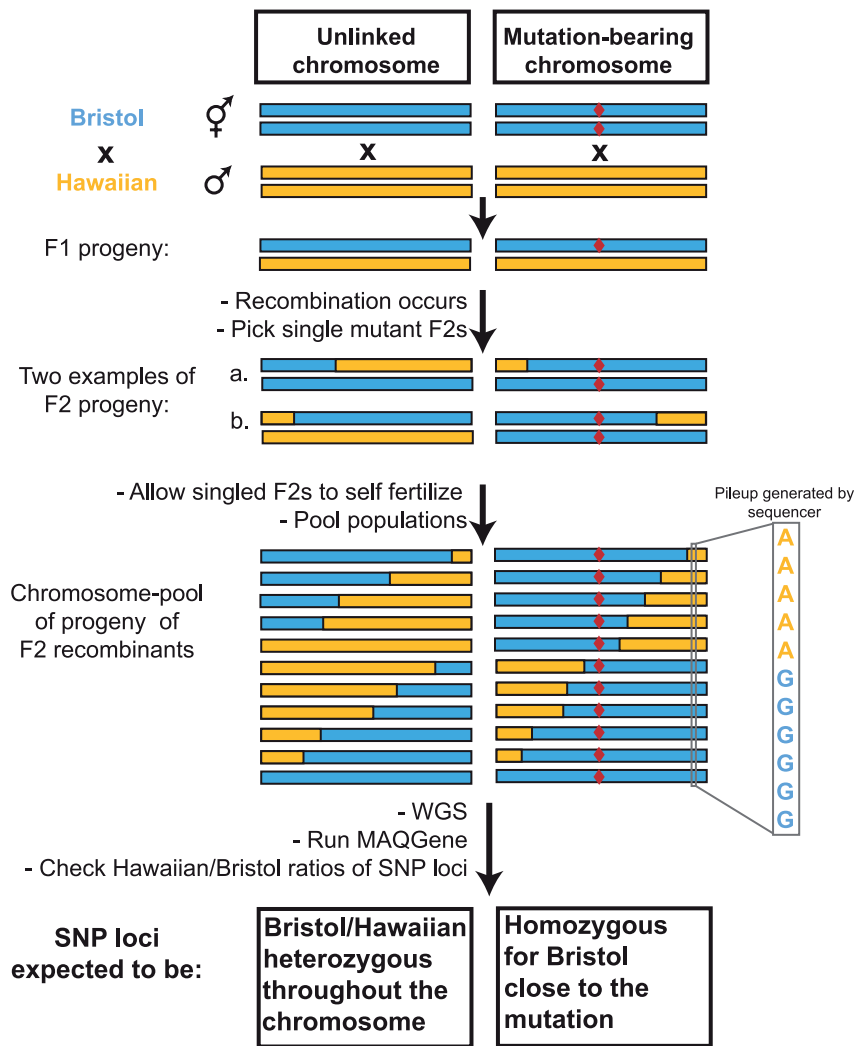 Unlinked
chromosome
Mutation-bearing
chromosome
Bristol
x
Hawaiian
x
x
F1 progeny:
- Recombination occurs
- Pick single mutant F2s
Two examples of
F2 progeny:
a.
b.
- Allow singled F2s to self fertilize
- Pool populations
Pileup generated by
sequencer
Chromosome-pool
of progeny of
F2 recombinants
A
A
A
A
A
G
G
G
G
G
G
- WGS
- Run MAQGene
- Check Hawaiian/Bristol ratios of SNP loci
SNP loci
expected to be:
Bristol/Hawaiian
heterozygous
throughout the
chromosome
Homozygous
for Bristol
close to the
mutation